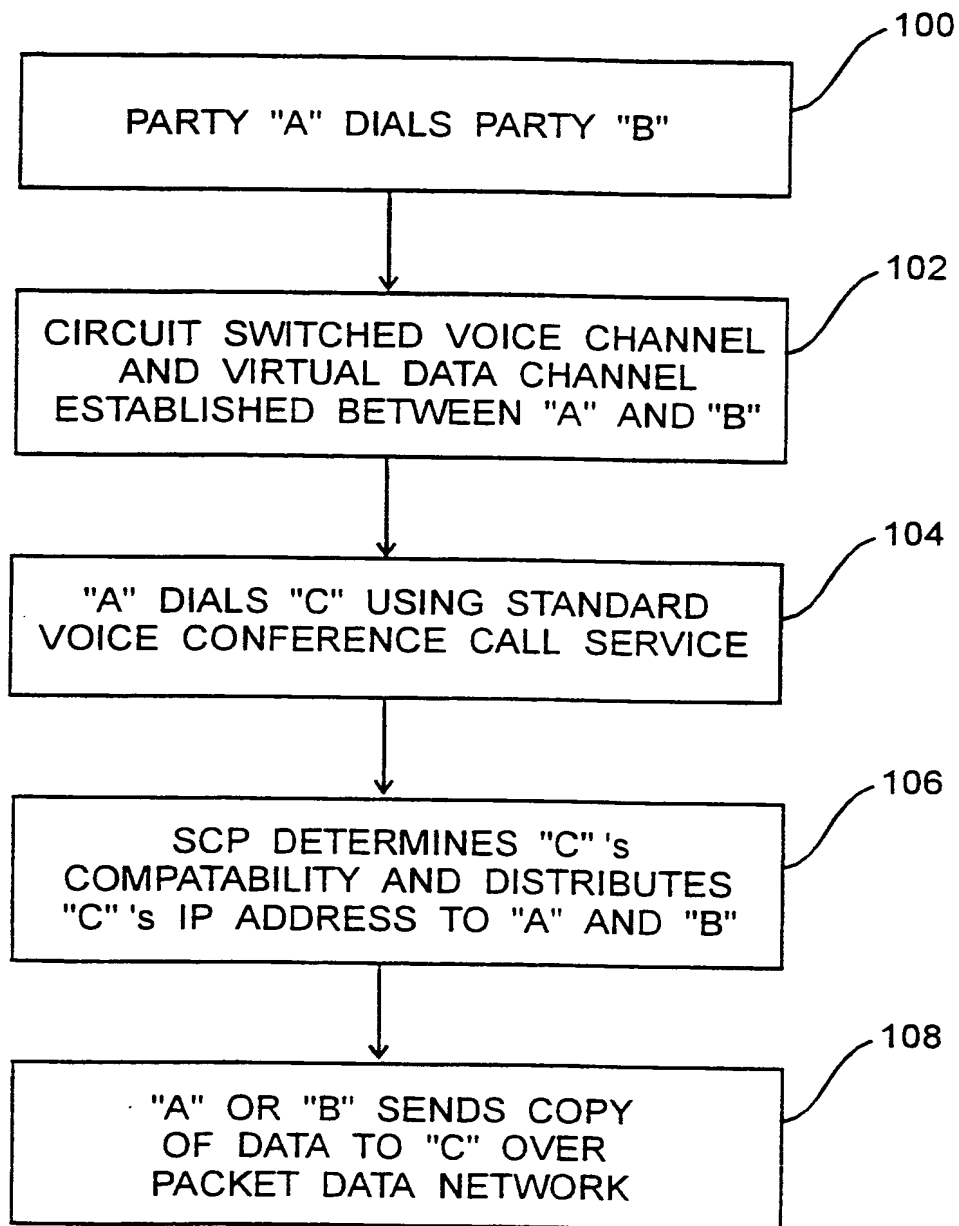 100
PARTY "A" DIALS PARTY "B"
102
CIRCUIT SWITCHED VOICE CHANNEL
AND VIRTUAL DATA CHANNEL
ESTABLISHED BETWEEN "A" AND "B"
104
"A" DIALS "C" USING STANDARD
VOICE CONFERENCE CALL SERVICE
106
SCP DETERMINES "C" 's
COMPATABILITY AND DISTRIBUTES
"C" 's IP ADDRESS TO "A" AND "B"
108
"A" OR "B" SENDS COPY
OF DATA TO "C" OVER
PACKET DATA NETWORK